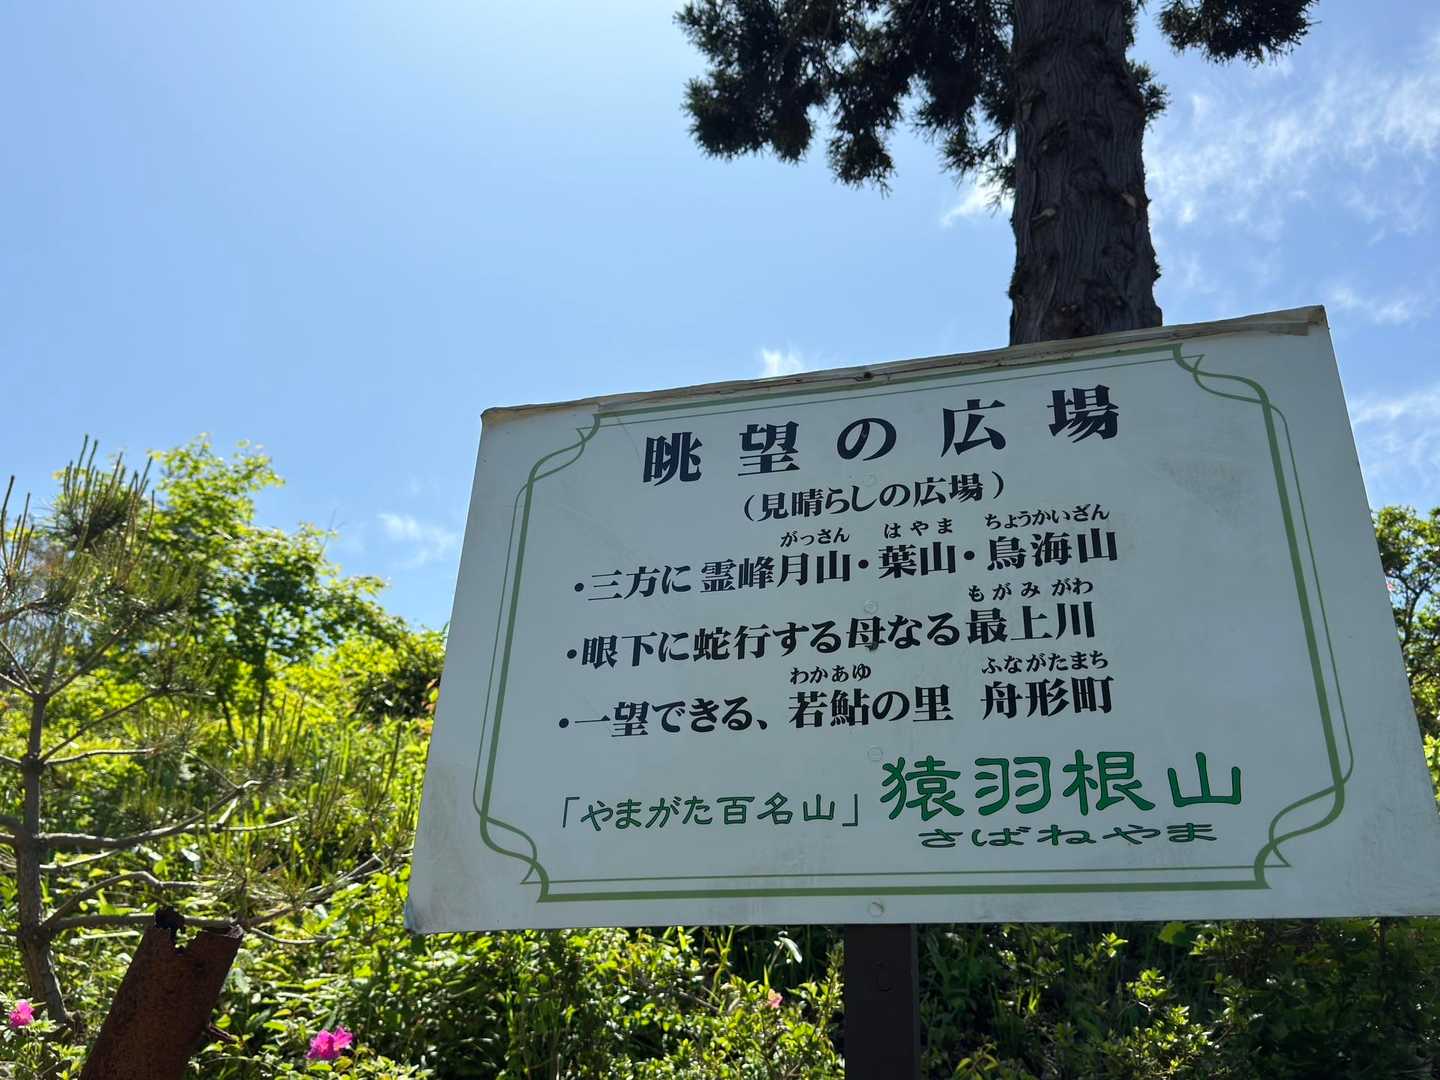 眺望の広場
（見晴らしの広場）
がっさん はやま ちょうかいざん
・三方に 霊峰月山・葉山・鳥海山
もがみがわ
・眼下に蛇行する母なる最上川
わかあゆ ふながたまち
・一望できる、若鮎の里 舟形町
「やまがた百名山」猿羽根山
さばねやま